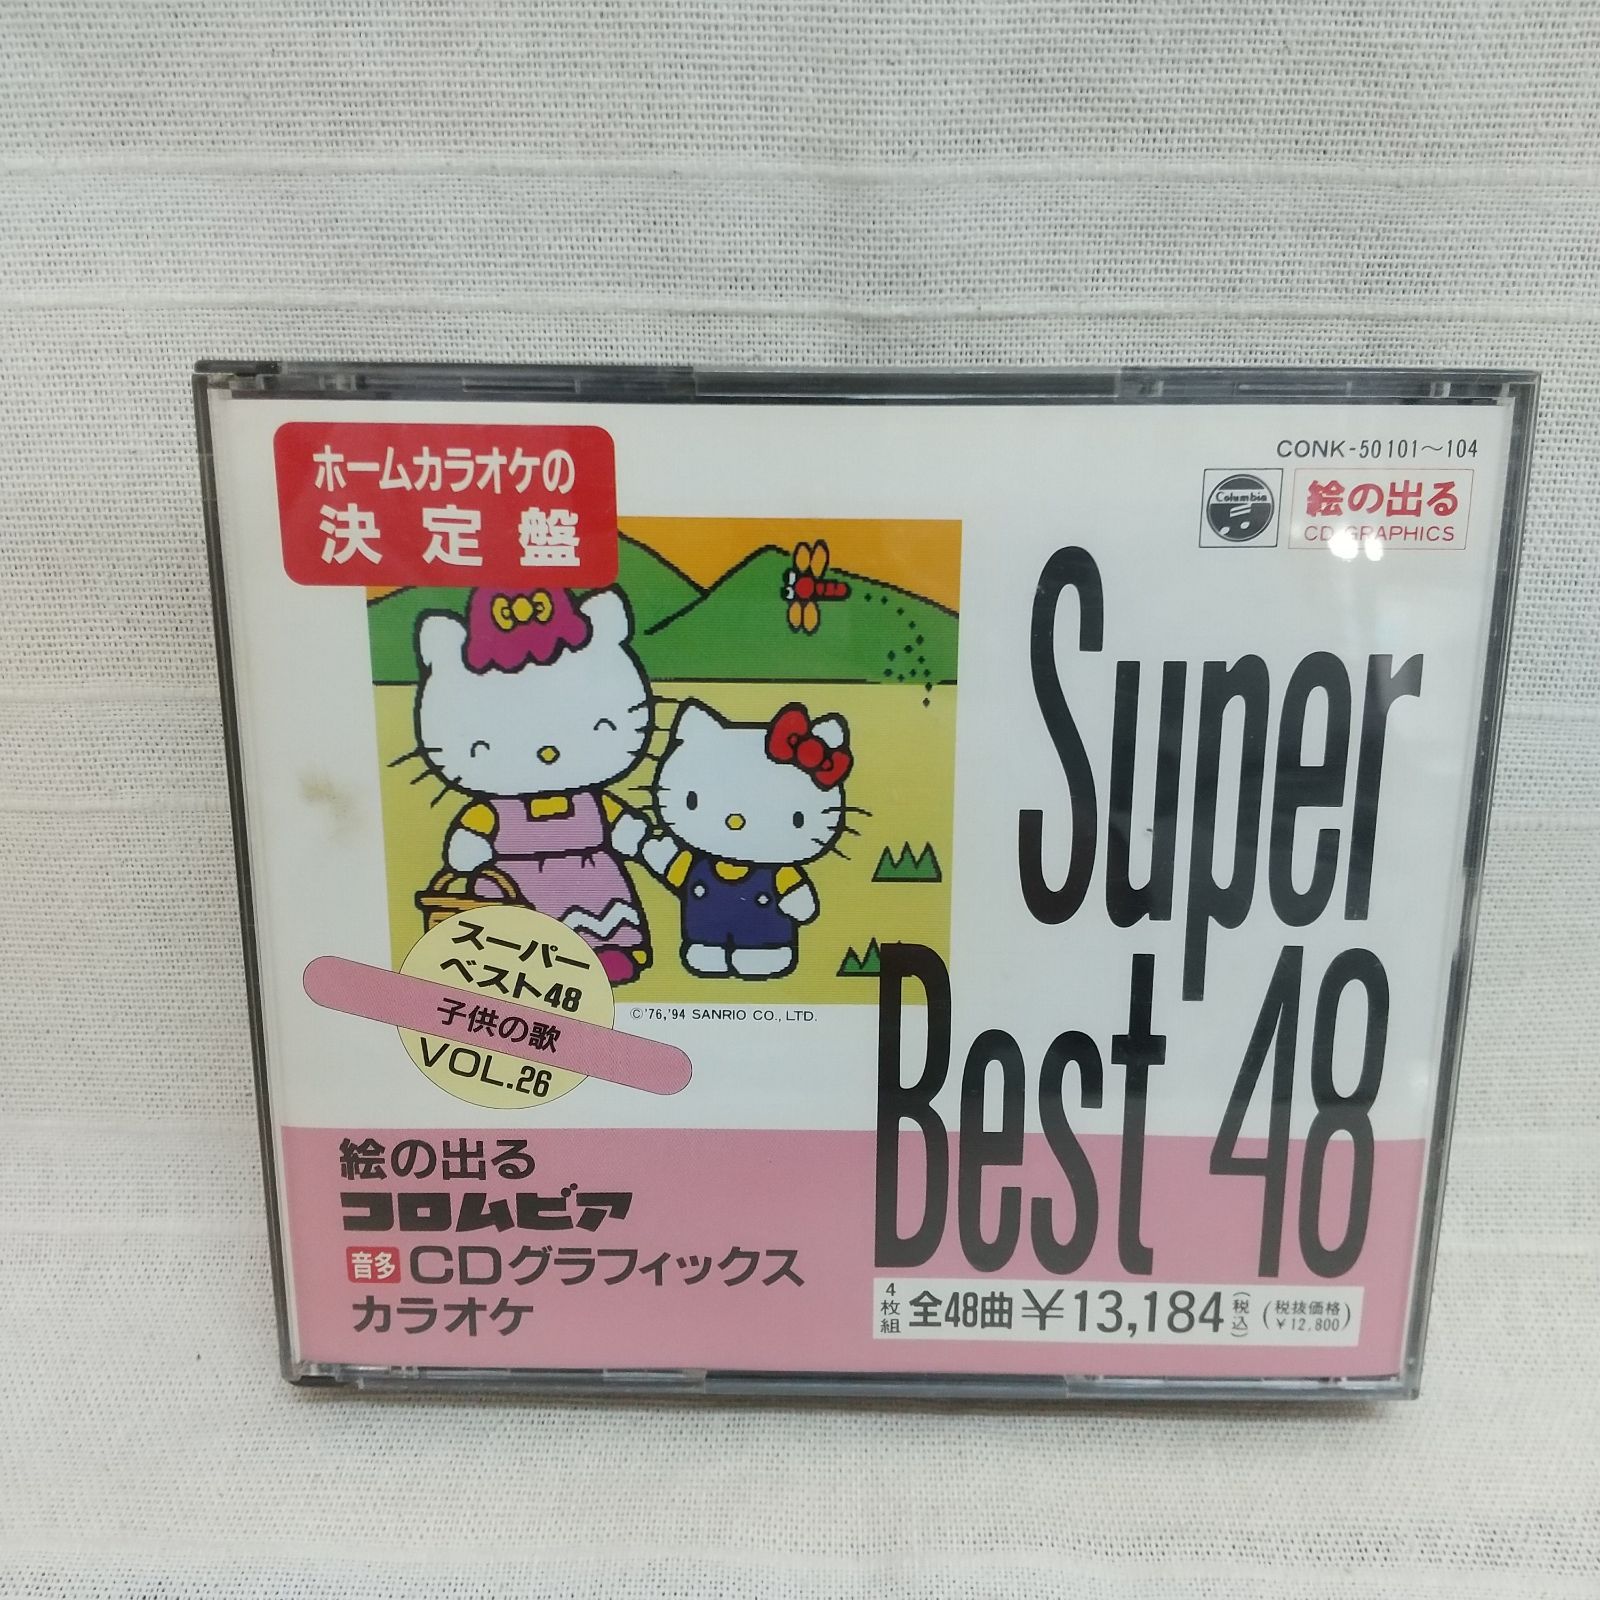 ホームカラオケの
決定盤
CONK-50101〜104
Columbia
絵の出る
CD GRAPHICS
Super
Best 48
スーパー
ベスト48
子供の歌
VOL.26
©'76,'94 SANRIO CO., LTD.
絵の出る
コロムビア
音多 CDグラフィックス
カラオケ
4枚組 全48曲 ¥13,184(税込) (税抜価格 ¥12,800)